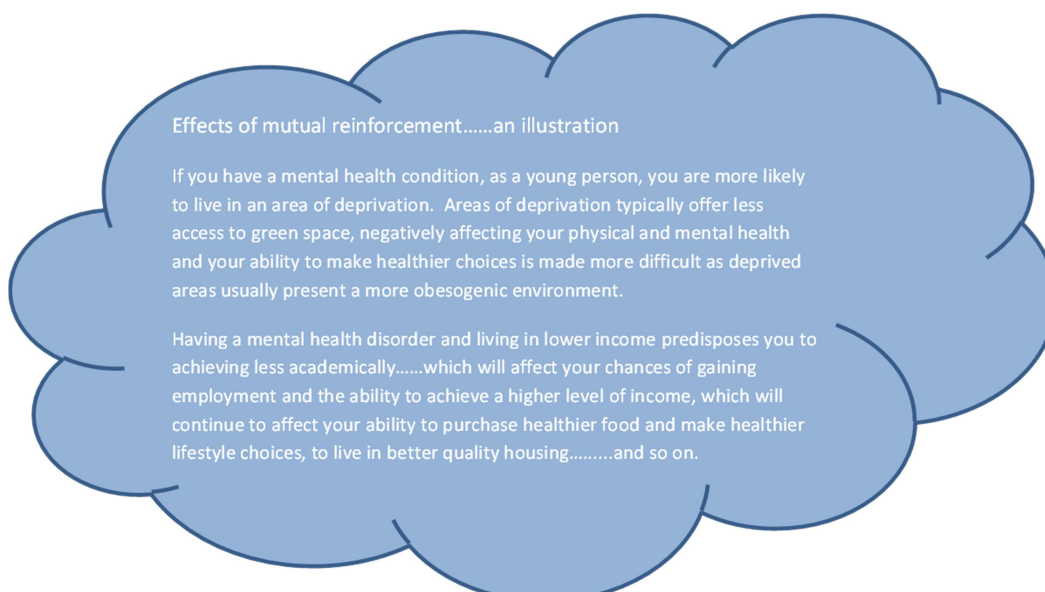 Effects of mutual reinforcement......an illustration
If you have a mental health condition, as a young person, you are more likely
to live in an area of deprivation.  Areas of deprivation typically offer less
access to green space, negatively affecting your physical and mental health
and your ability to make healthier choices is made more difficult as deprived
areas usually present a more obesogenic environment.
Having a mental health disorder and living in lower income predisposes you to
achieving less academically......which will affect your chances of gaining
employment and the ability to achieve a higher level of income, which will
continue to affect your ability to purchase healthier food and make healthier
lifestyle choices, to live in better quality housing.........and so on.